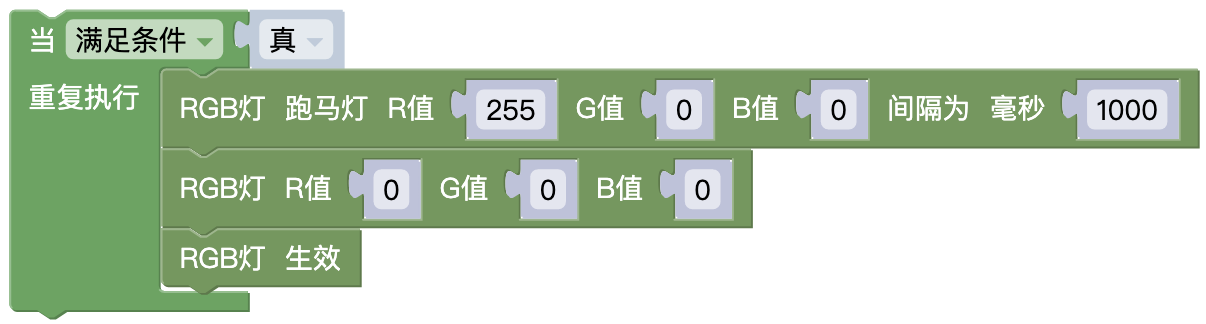 当 满足条件 真
重复执行
RGB灯 跑马灯 R值 255 G值 0 B值 0 间隔为 毫秒 1000
RGB灯 R值 0 G值 0 B值 0
RGB灯 生效